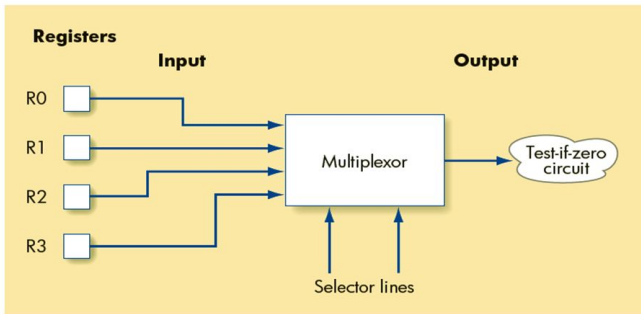 Registers
Input
Output
R0
R1
R2
R3
Multiplexor
Test-if-zero
circuit
Selector lines